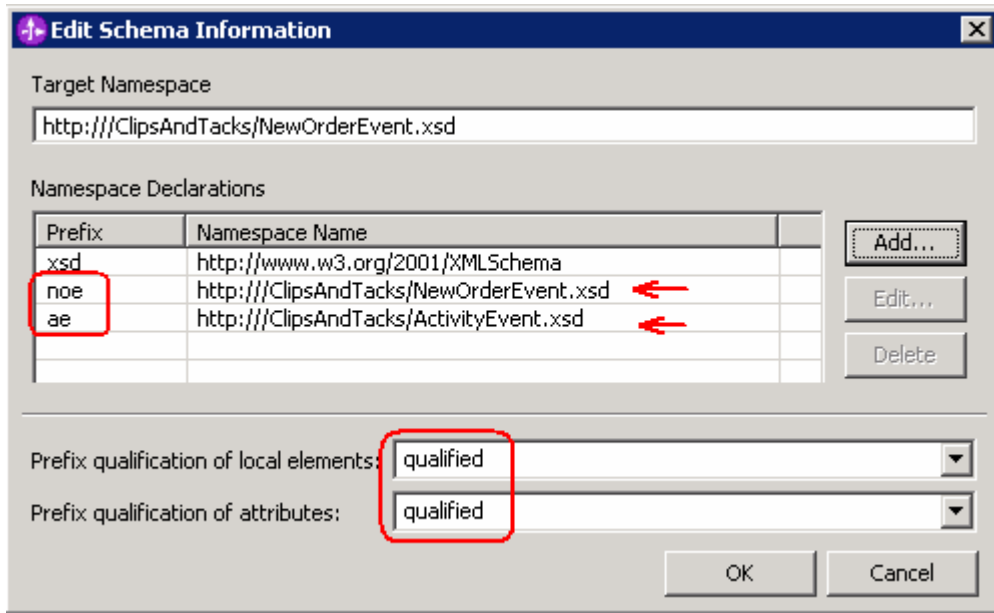 Edit Schema Information
Target Namespace
http:///ClipsAndTacks/NewOrderEvent.xsd
Namespace Declarations
Prefix Namespace Name
xsd http://www.w3.org/2001/XMLSchema
noe http:///ClipsAndTacks/NewOrderEvent.xsd
ae http:///ClipsAndTacks/ActivityEvent.xsd
Add...
Edit...
Delete
Prefix qualification of local elements: qualified
Prefix qualification of attributes: qualified
OK Cancel